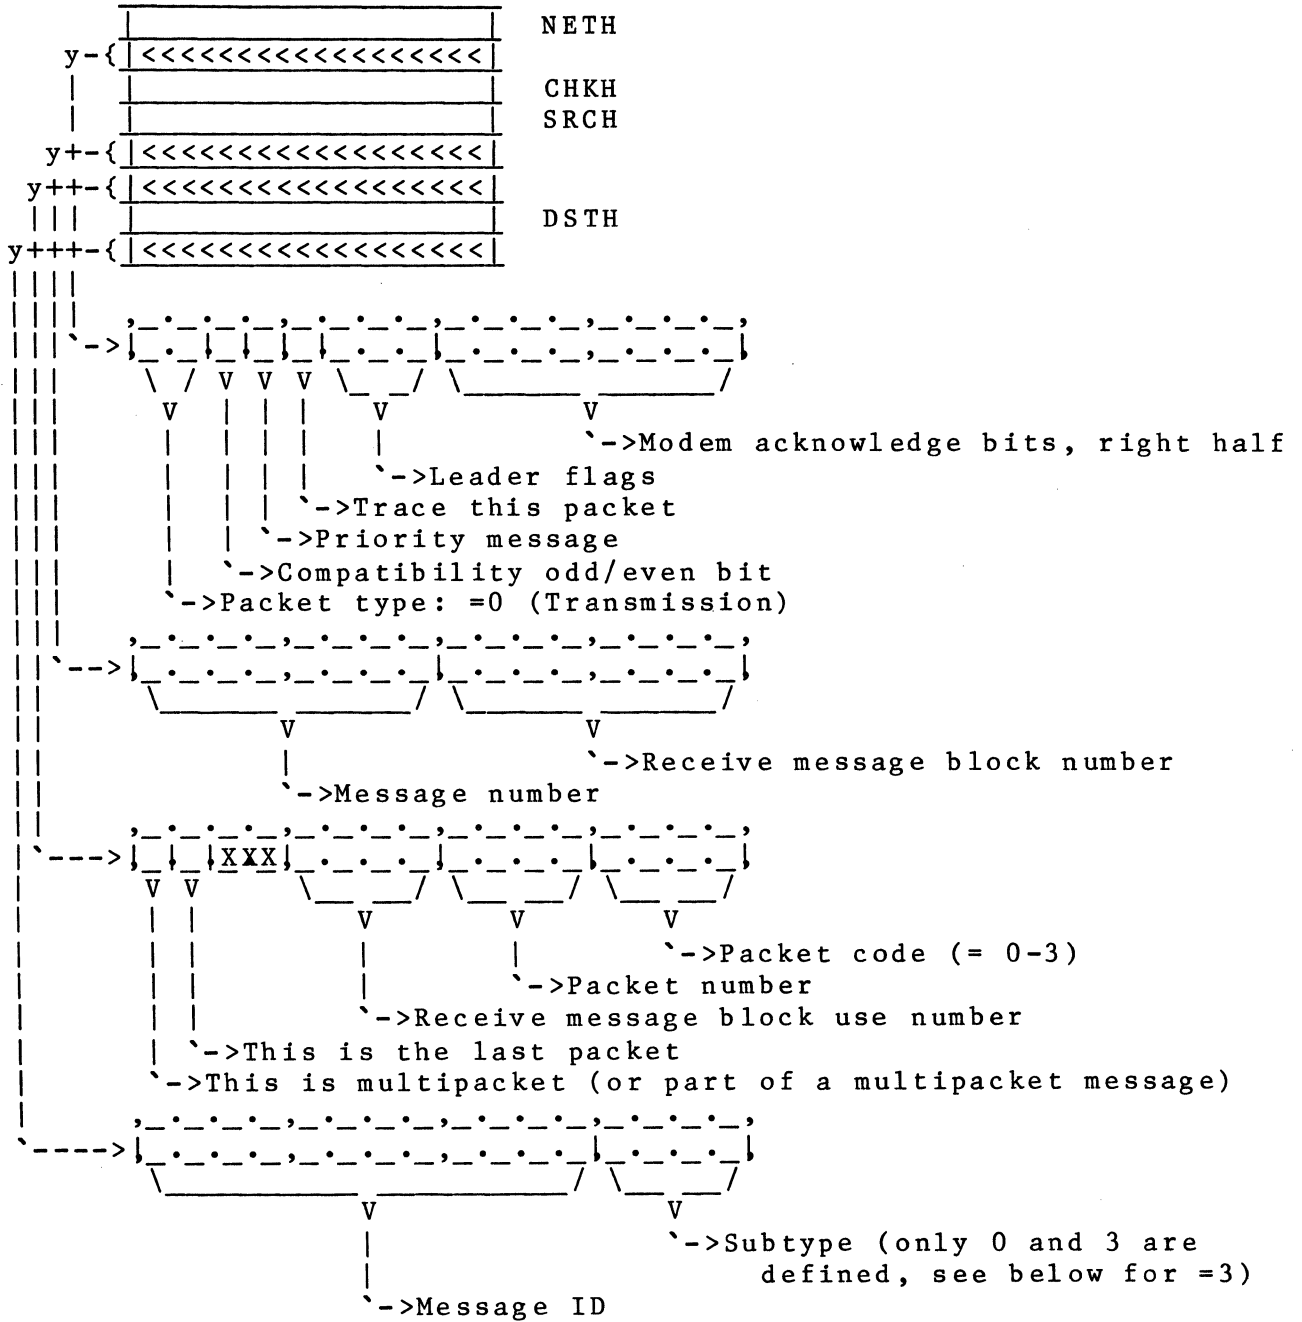 NETH
y-{|<<<<<<<<<<<<<<<<<<|
CHKH
SRCH
y+-{|<<<<<<<<<<<<<<<<<<|
y++-{|<<<<<<<<<<<<<<<<<<|
DSTH
y+++-{|<<<<<<<<<<<<<<<<<<|
V V V
V V V
`->Modem acknowledge bits, right half
`->Leader flags
`->Trace this packet
`->Priority message
`->Compatibility odd/even bit
`->Packet type: =0 (Transmission)
V V
`->Receive message block number
`->Message number
XXX
V V
V V V
`->Packet code (= 0-3)
`->Packet number
`->Receive message block use number
`->This is the last packet
`->This is multipacket (or part of a multipacket message)
V V
`->Subtype (only 0 and 3 are
defined, see below for =3)
`->Message ID